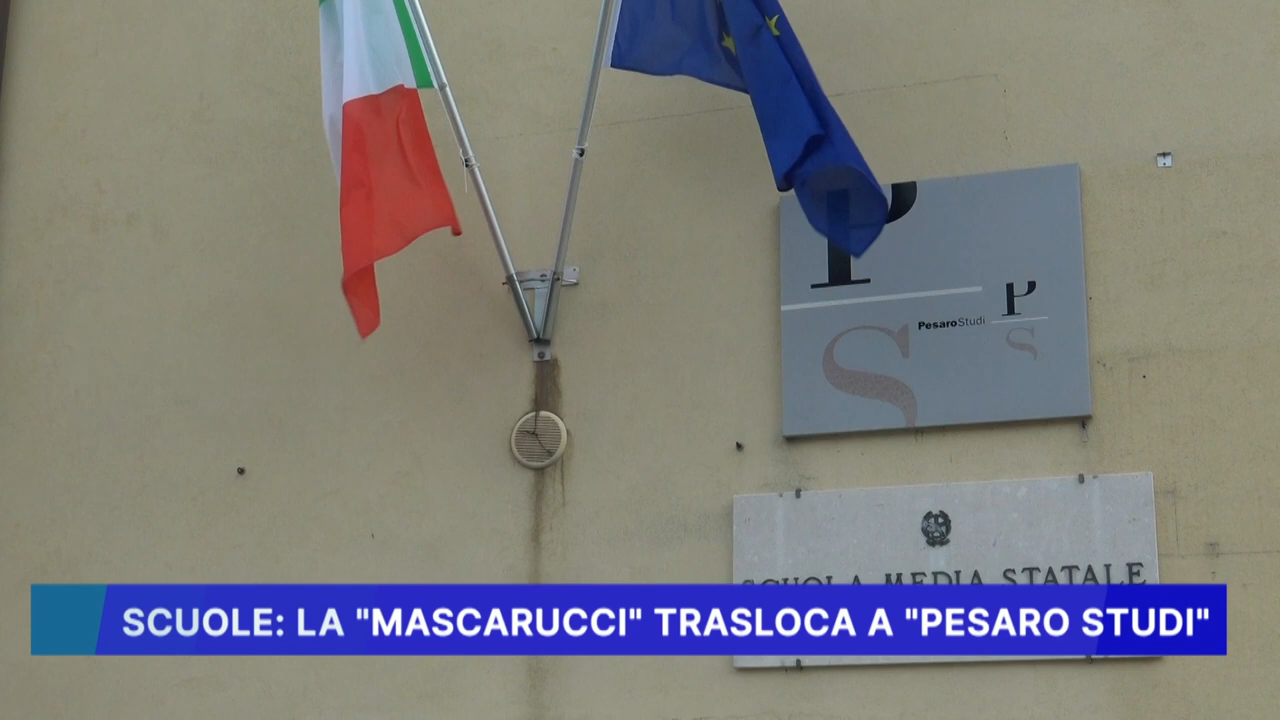 P
S
PesaroStudi
P
S
SCUOLA MEDIA STATALE
SCUOLE: LA "MASCARUCCI" TRASLOCA A "PESARO STUDI"